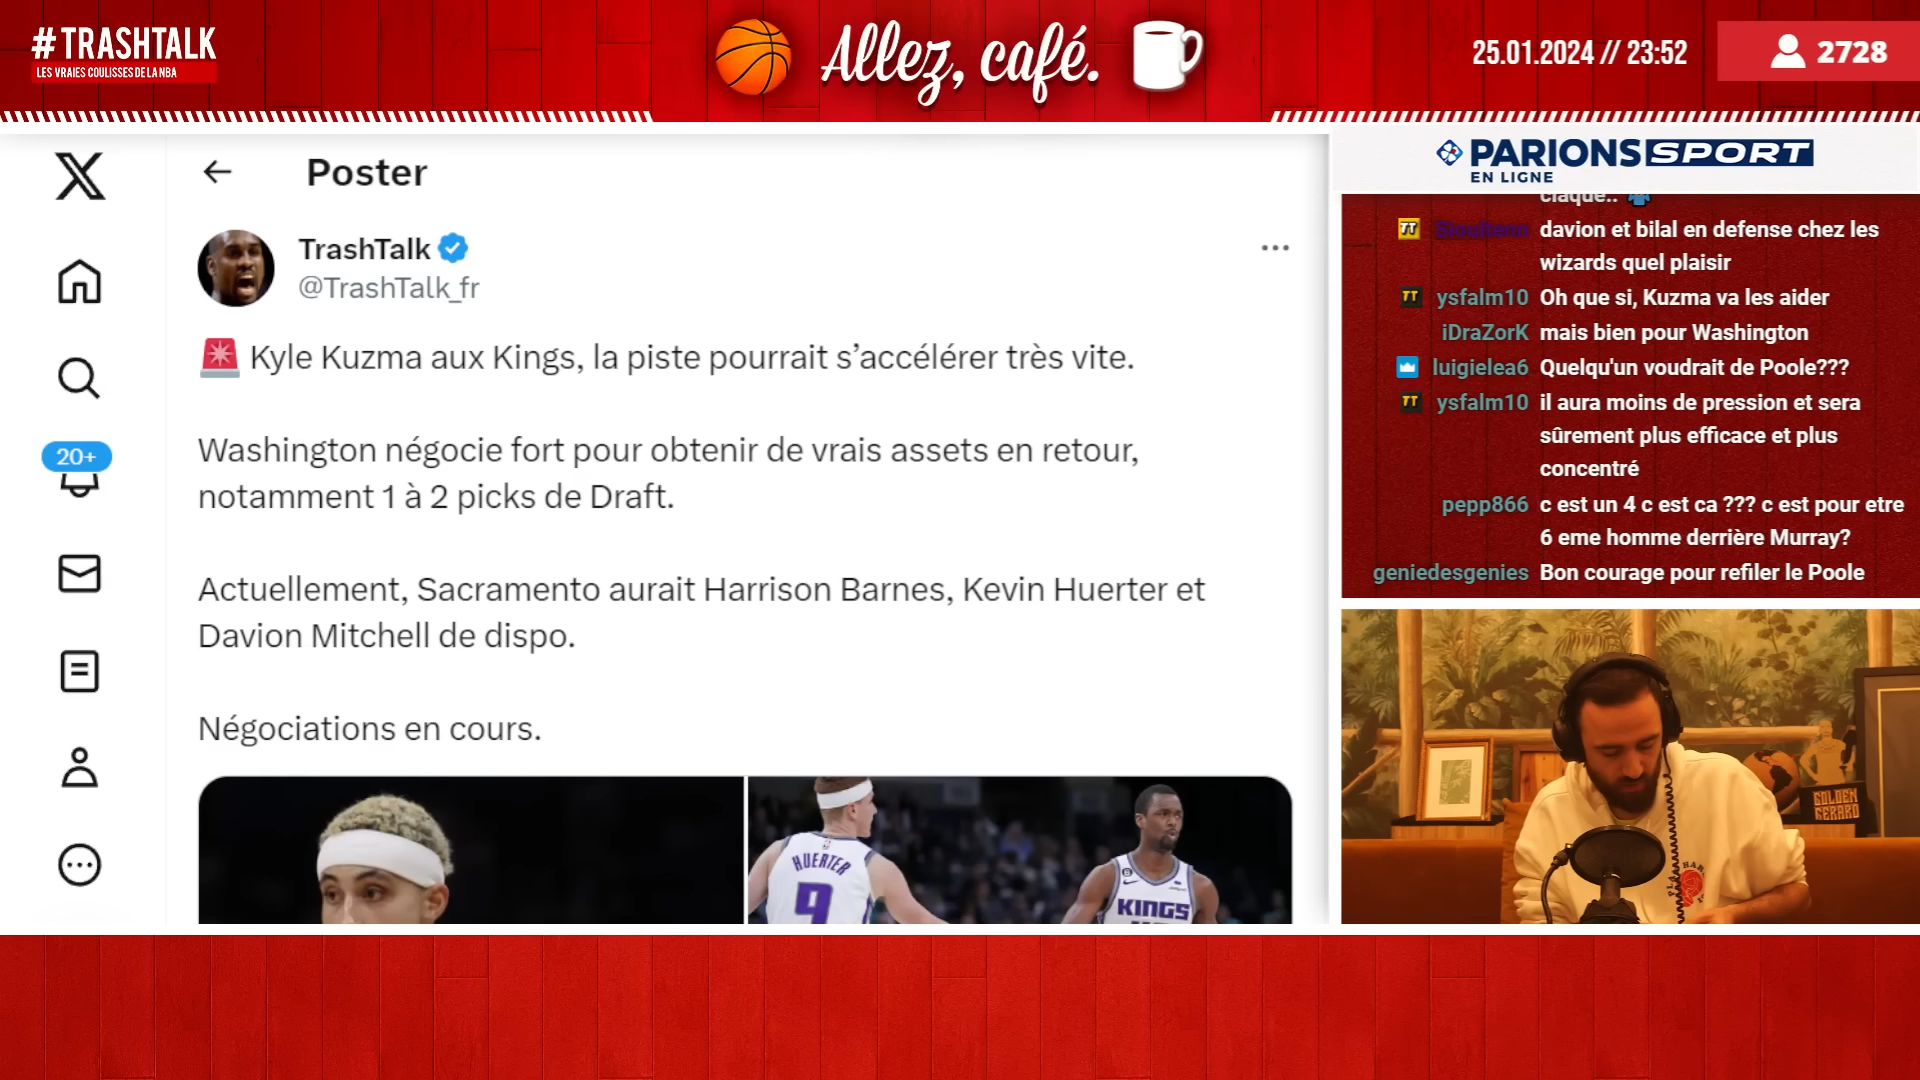 #TRASHTALK
LES VRAIES COULISSES DE LA NBA
Allez, café.
25.01.2024 // 23:52
2728
Poster
TrashTalk
@TrashTalk_fr
Kyle Kuzma aux Kings, la piste pourrait s’accélérer très vite.
Washington négocie fort pour obtenir de vrais assets en retour,
notamment 1 à 2 picks de Draft.
Actuellement, Sacramento aurait Harrison Barnes, Kevin Huerter et
Davion Mitchell de dispo.
Négociations en cours.
20+
HUERTER
9
KINGS
PARIONS SPORT
EN LIGNE
claque..
TT davion et bilal en defense chez les
wizards quel plaisir
TT ysfalm10 Oh que si, Kuzma va les aider
iDraZorK mais bien pour Washington
luigielea6 Quelqu'un voudrait de Poole???
TT ysfalm10 il aura moins de pression et sera
sûrement plus efficace et plus
concentré
pepp866 c est un 4 c est ca ??? c est pour etre
6 eme homme derrière Murray?
geniedesgenies Bon courage pour refiler le Poole
GOLDEN
GERARD